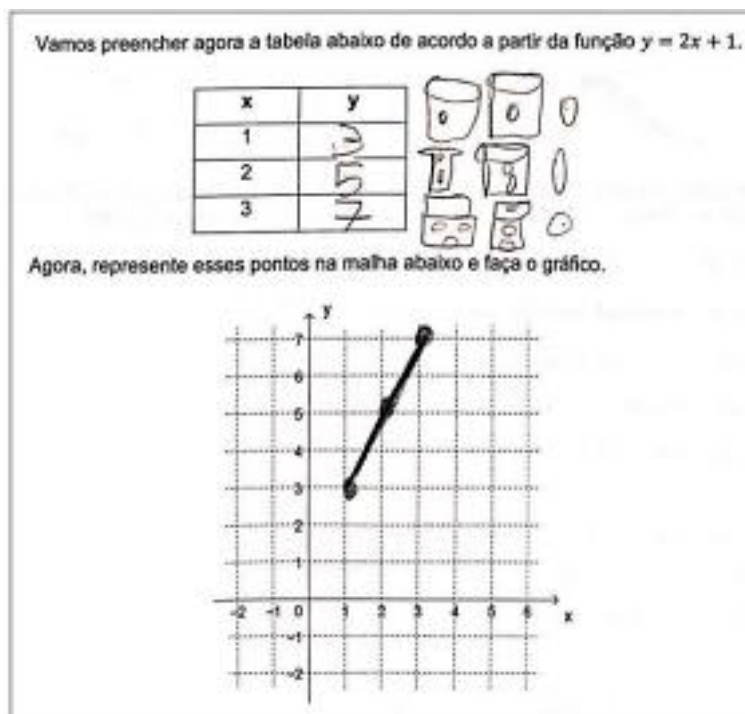 Vamos preencher agora a tabela abaixo de acordo a partir da função y = 2x + 1.
x y
1
2 5
3 7
Agora, represente esses pontos na malha abaixo e faça o gráfico.
y
7
6
5
4
3
2
1
-2 -1 0 1 2 3 4 5 6 x
-1
-2